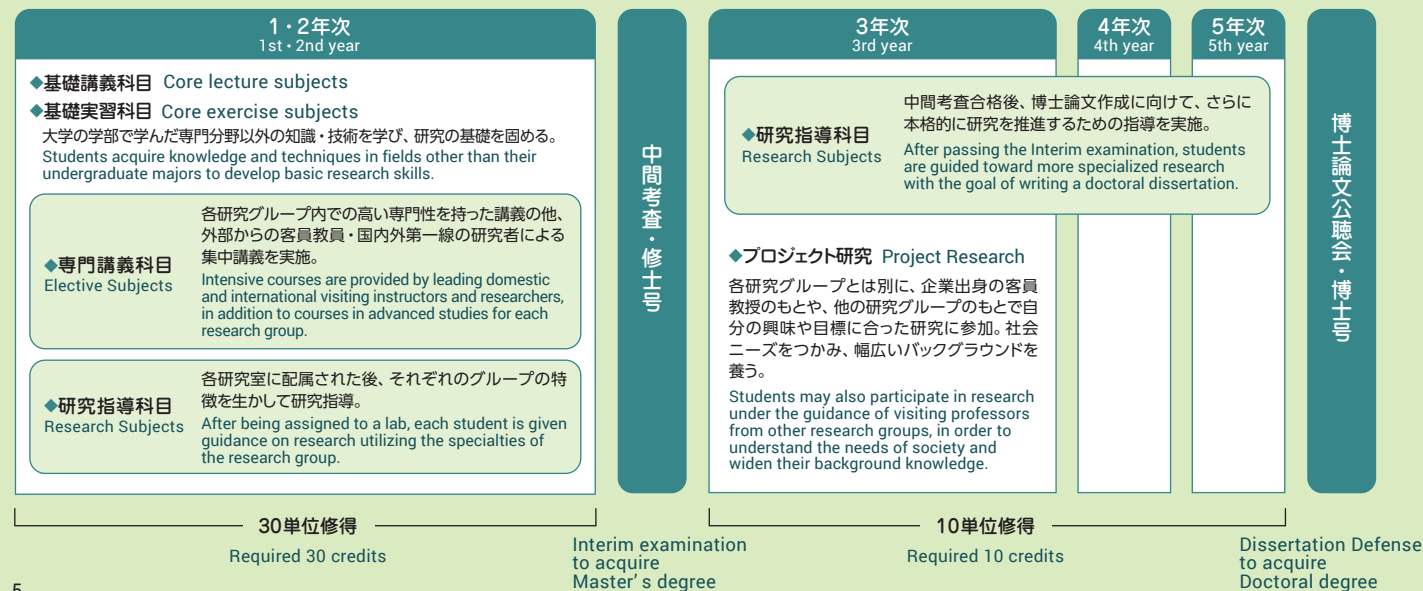 1・2年次
1st・2nd year
◆基礎講義科目 Core lecture subjects
◆基礎実習科目 Core exercise subjects
大学の学部で学んだ専門分野以外の知識・技術を学び、研究の基礎を固める。
Students acquire knowledge and techniques in fields other than their
undergraduate majors to develop basic research skills.
◆専門講義科目
Elective Subjects
各研究グループ内での高い専門性を持った講義の他、
外部からの客員教員・国内外第一線の研究者による
集中講義を実施。
Intensive courses are provided by leading domestic
and international visiting instructors and researchers,
in addition to courses in advanced studies for each
research group.
◆研究指導科目
Research Subjects
各研究室に配属された後、それぞれのグループの特
徴を生かして研究指導。
After being assigned to a lab, each student is given
guidance on research utilizing the specialties of
the research group.
30単位修得
Required 30 credits
中間考査・修士号
Interim examination
to acquire
Master's degree
3年次
3rd year
4年次
4th year
5年次
5th year
◆研究指導科目
Research Subjects
中間考査合格後、博士論文作成に向けて、さらに
本格的に研究を推進するための指導を実施。
After passing the Interim examination, students
are guided toward more specialized research
with the goal of writing a doctoral dissertation.
◆プロジェクト研究 Project Research
各研究グループとは別に、企業出身の客員
教授のもとや、他の研究グループのもとで自
分の興味や目標に合った研究に参加。社会
ニーズをつかみ、幅広いバックグラウンドを
養う。
Students may also participate in research
under the guidance of visiting professors
from other research groups, in order to
understand the needs of society and
widen their background knowledge.
10単位修得
Required 10 credits
博士論文公聴会・博士号
Dissertation Defense
to acquire
Doctoral degree
5